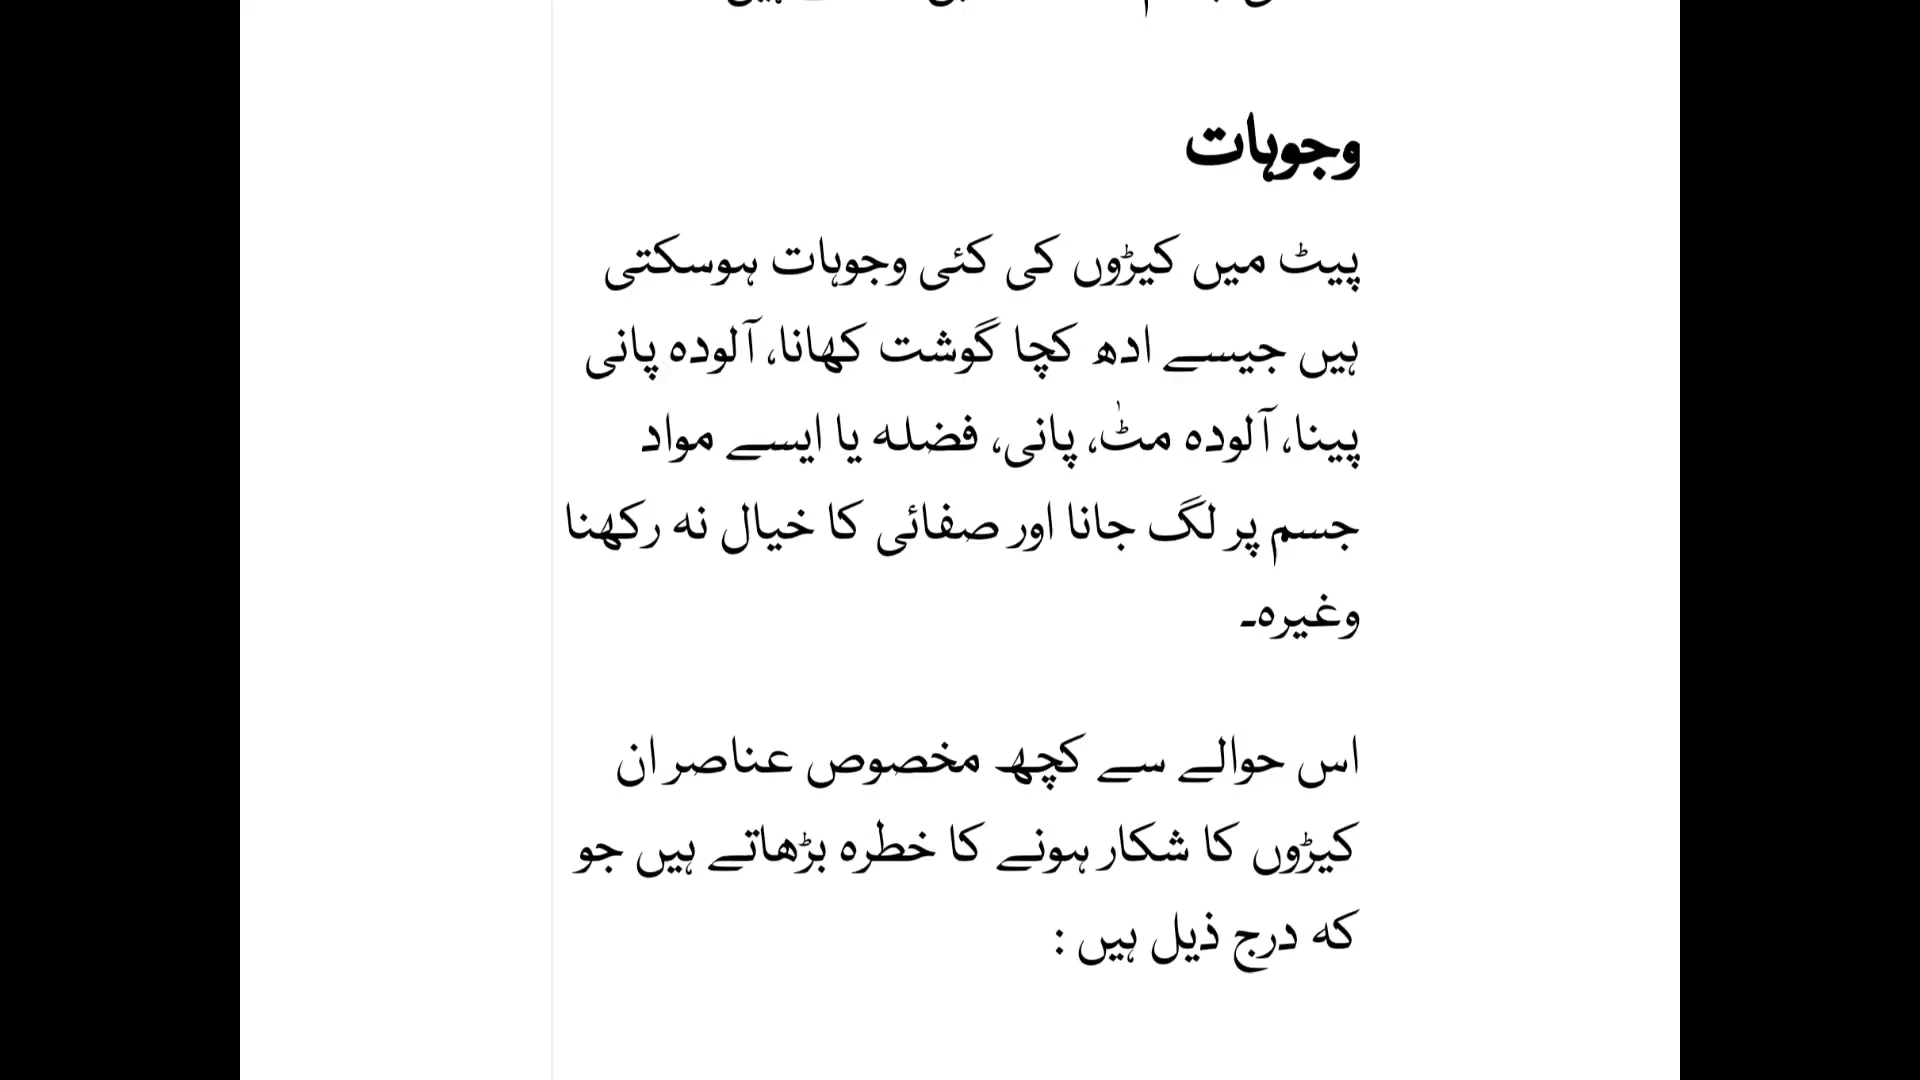 وجوہات
پیٹ میں کیڑوں کی کئی وجوہات ہوسکتی
ہیں جیسے ادھ کچا گوشت کھانا، آلودہ پانی
پینا، آلودہ مٹٰ، پانی، فضلہ یا ایسے مواد
جسم پر لگ جانا اور صفائی کا خیال نہ رکھنا
وغیرہ۔
اس حوالے سے کچھ مخصوص عناصر ان
کیڑوں کا شکار ہونے کا خطرہ بڑھاتے ہیں جو
کہ درج ذیل ہیں :